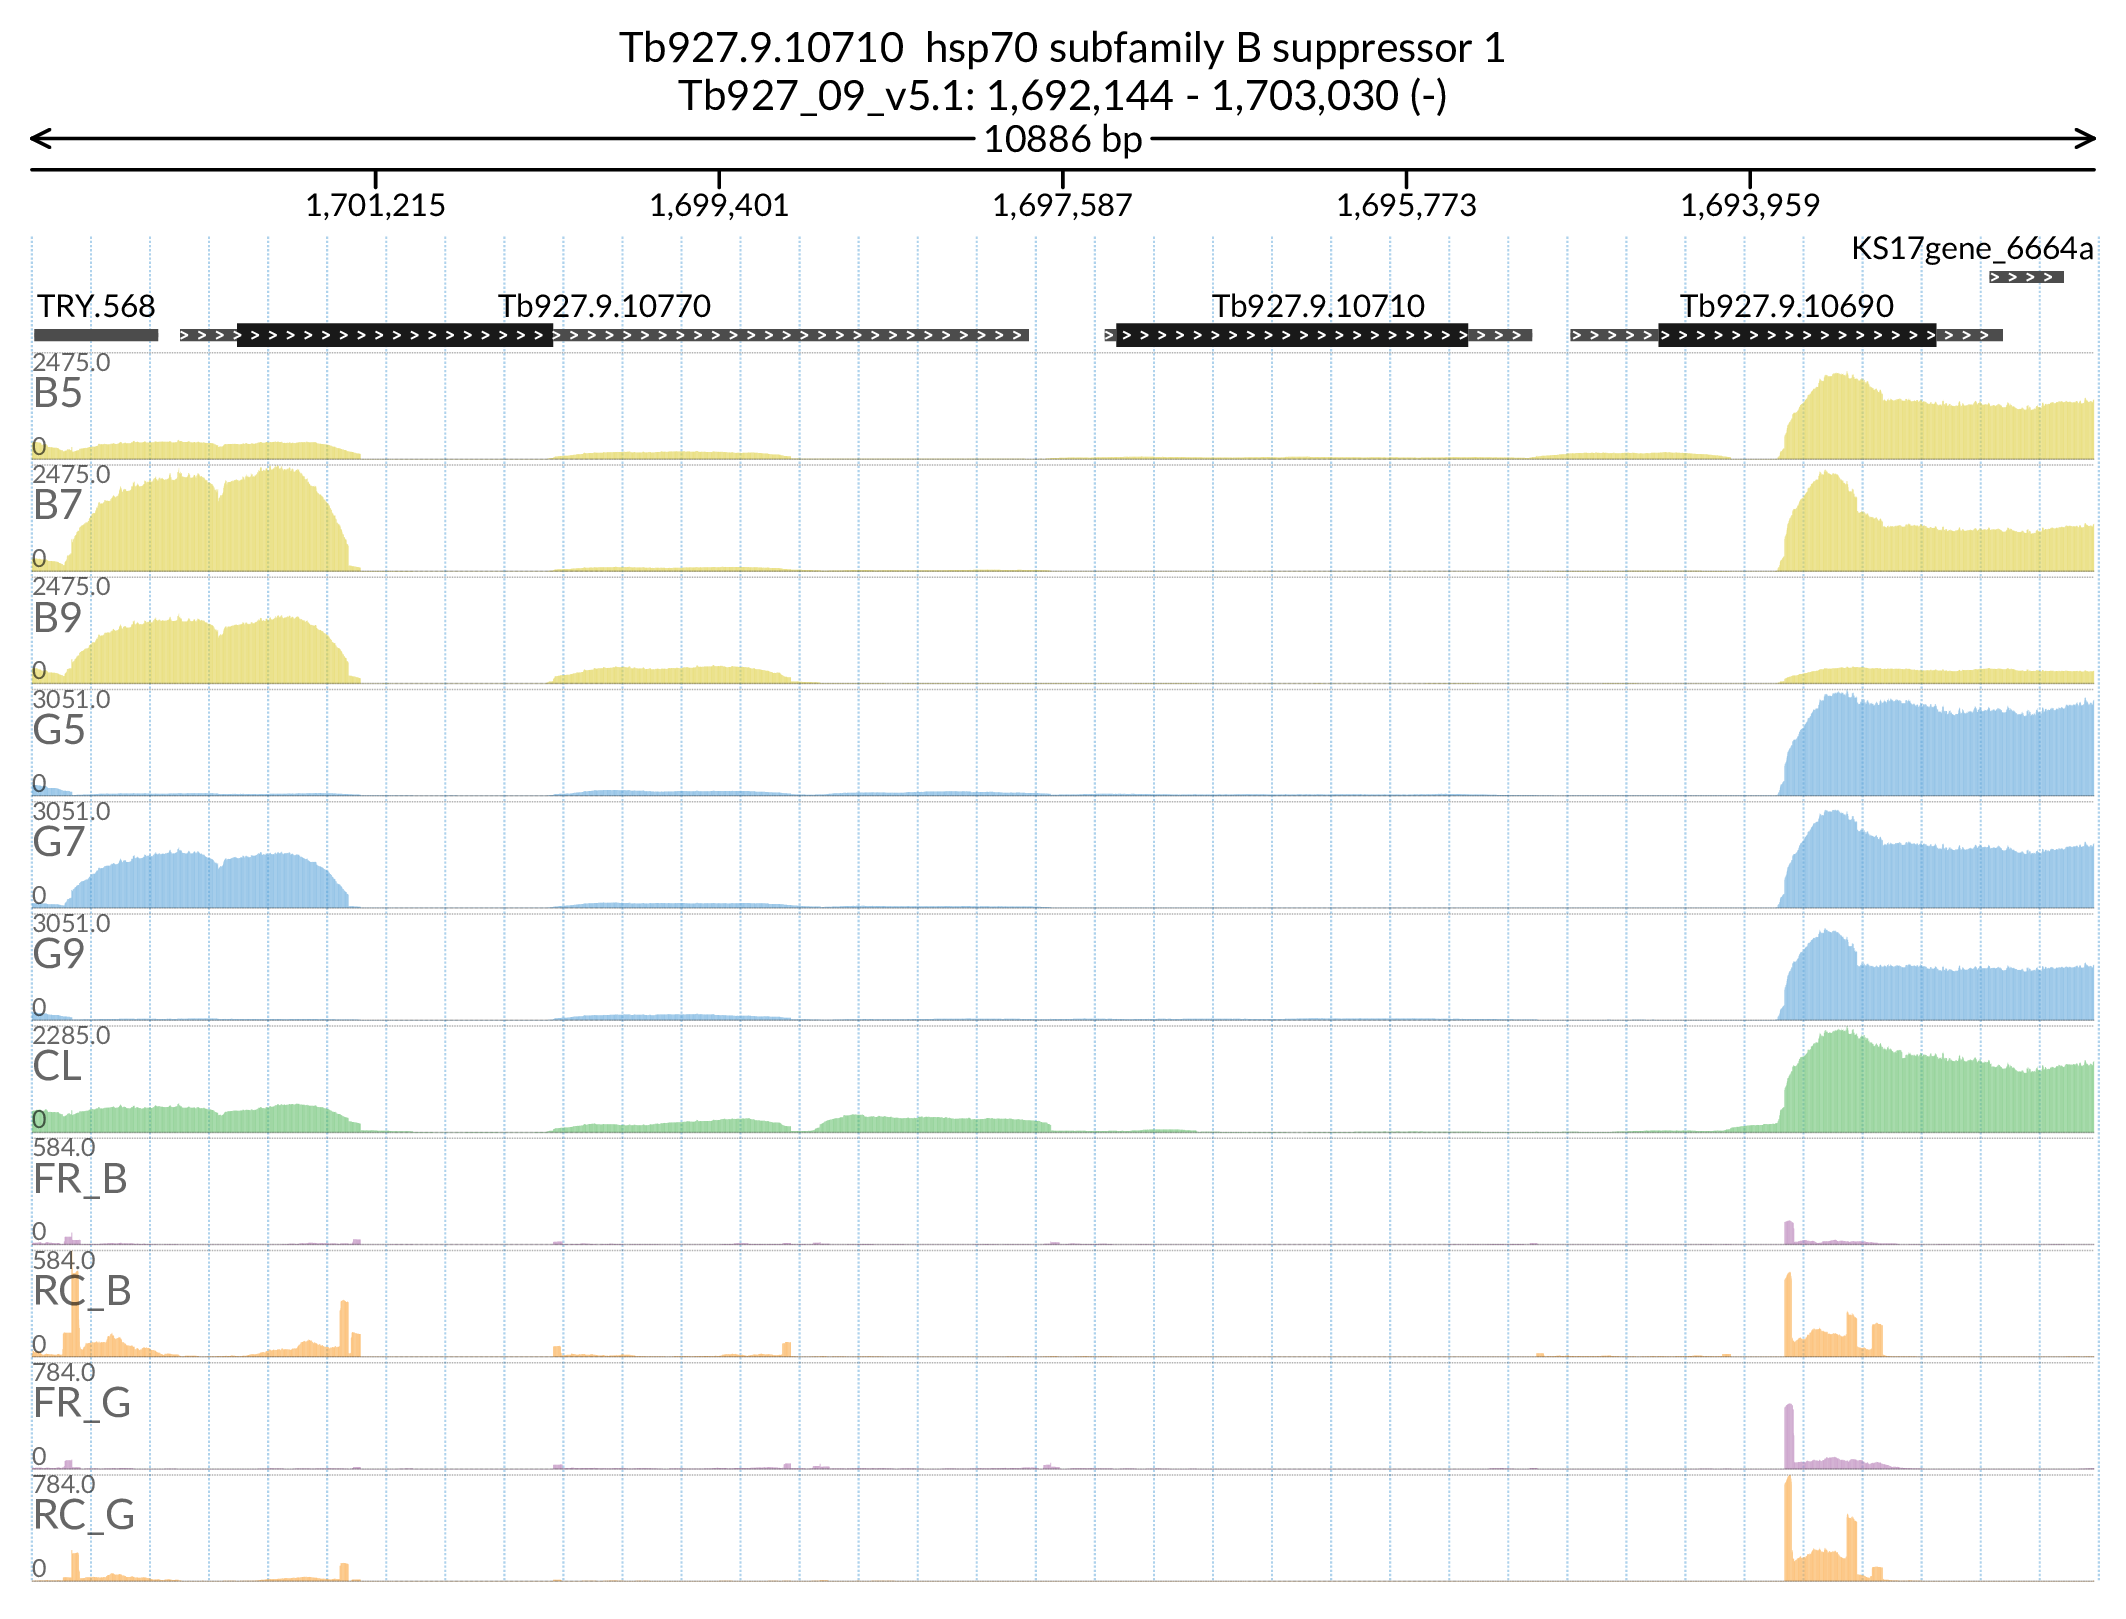 Tb927.9.10710  hsp70 subfamily B suppressor 1
Tb927_09_v5.1: 1,692,144 - 1,703,030 (-)
10886 bp
1,701,215 1,699,401 1,697,587 1,695,773 1,693,959
KS17gene_6664a
TRY.568 Tb927.9.10770 Tb927.9.10710 Tb927.9.10690
2475.0
B5
0
2475.0
B7
0
2475.0
B9
0
3051.0
G5
0
3051.0
G7
0
3051.0
G9
0
2285.0
CL
0
584.0
FR_B
0
584.0
RC_B
0
784.0
FR_G
0
784.0
RC_G
0